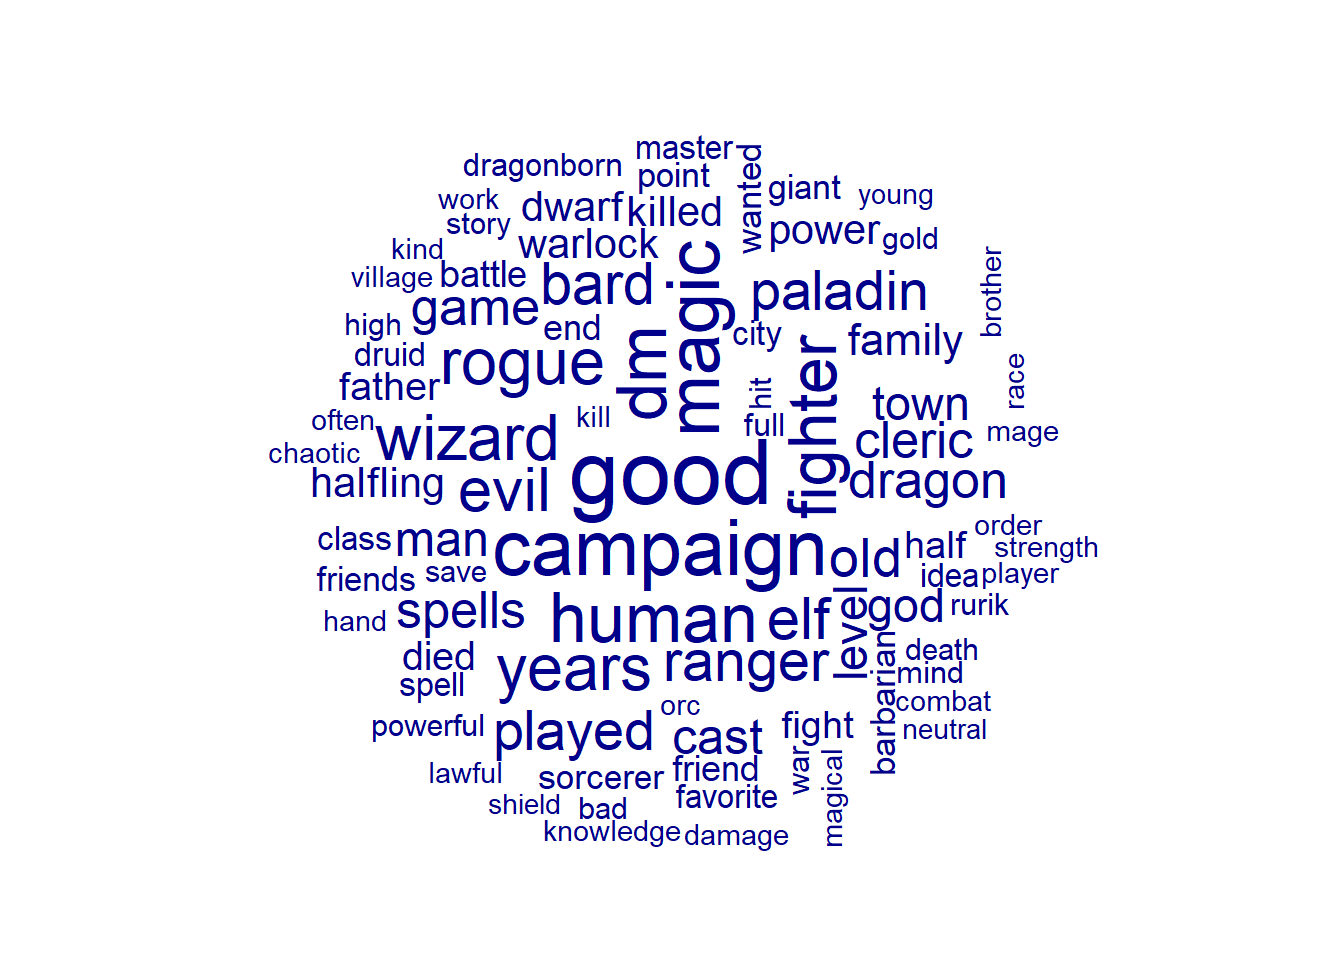 master
dragonborn
wanted
point
giant
young
work
dwarf
killed
story
power
gold
warlock
kind
magic
village
battle
bard
paladin
brother
game
high
end
city
family
dm
fighter
druid
rogue
father
race
hit
town
often
kill
full
mage
wizard
cleric
chaotic
halfling
evil
good
dragon
order
class
man
campaign
old
half
strength
friends
save
idea
player
spells
human
elf
level
god
rurik
hand
died
years
ranger
barbarian
death
spell
mind
orc
combat
powerful
played
cast
fight
neutral
lawful
sorcerer
friend
war
magical
shield
bad
favorite
knowledge
damage